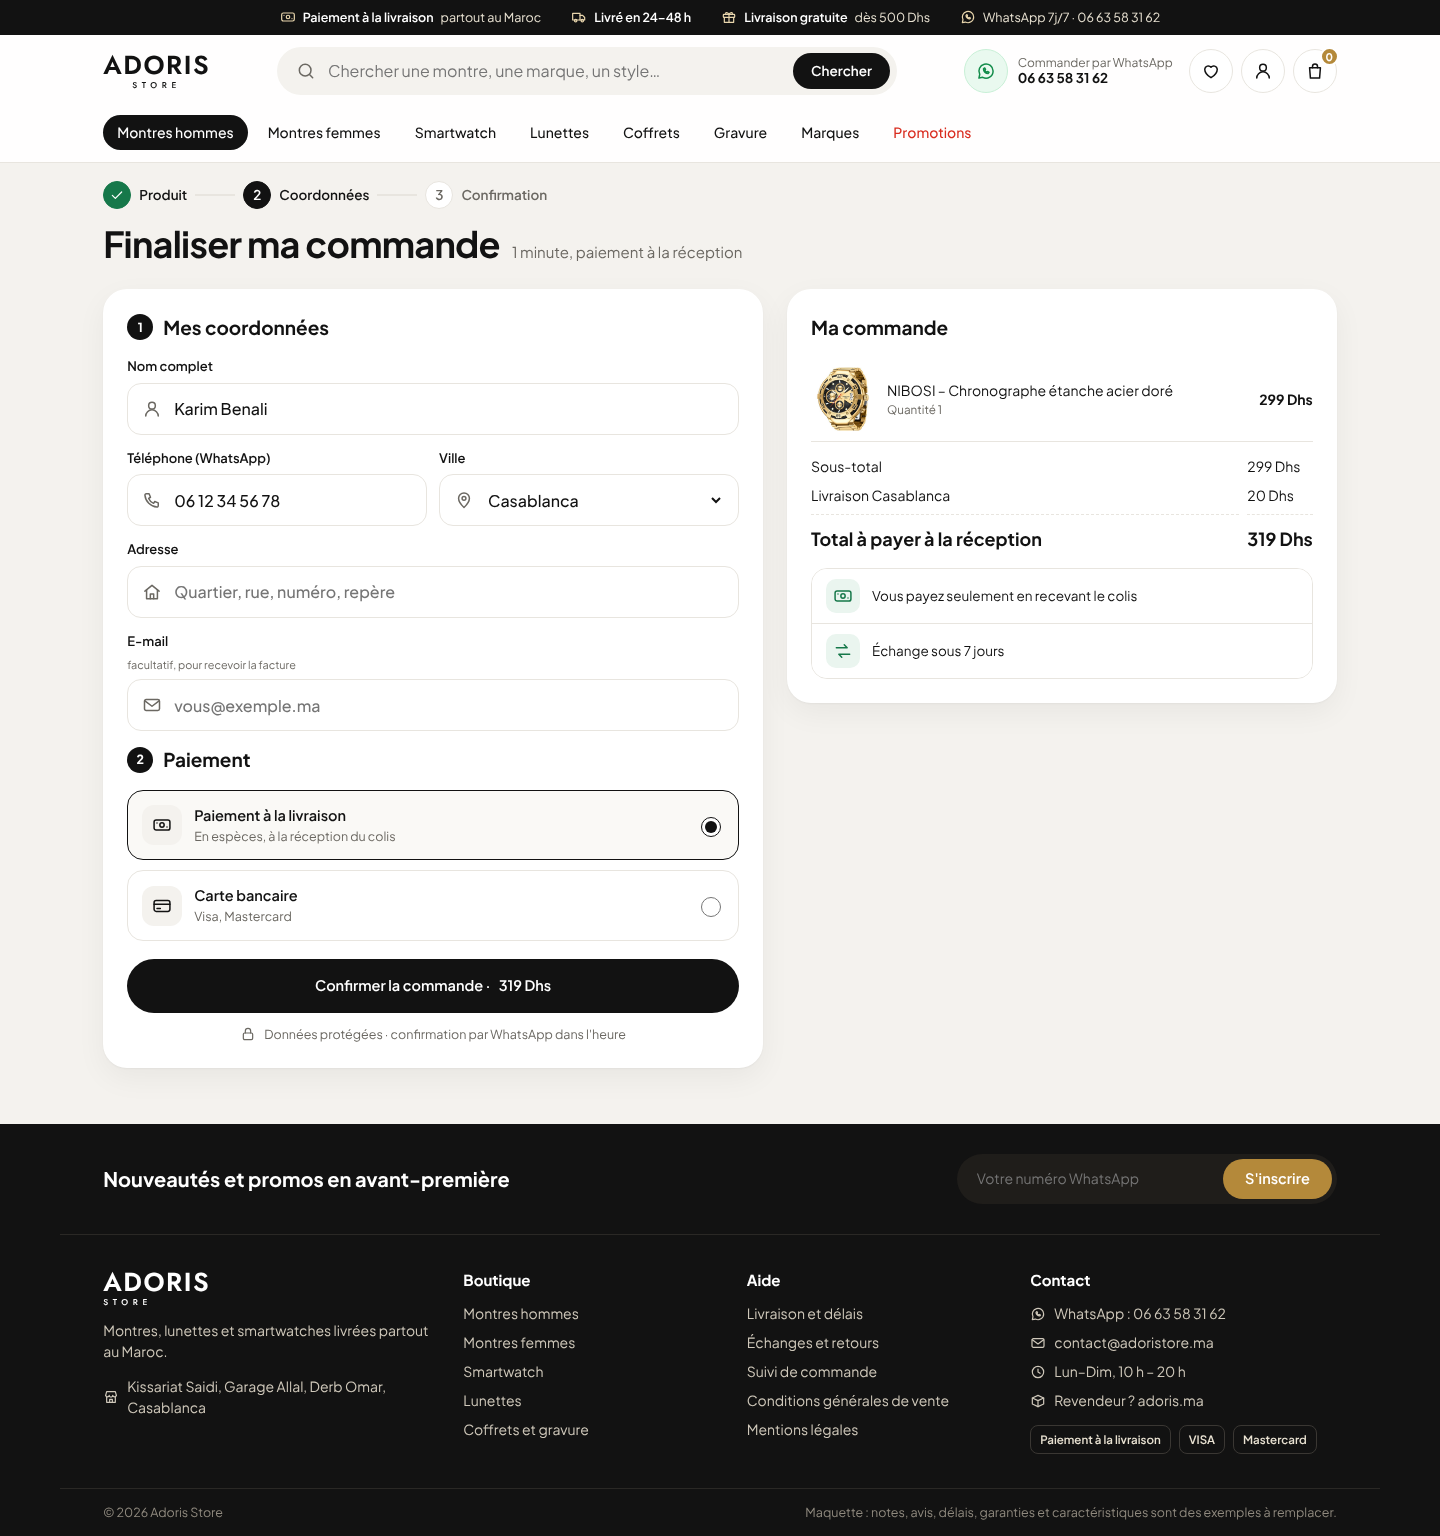 Paiement à la livraison partout au Maroc
Livré en 24–48 h
Livraison gratuite dès 500 Dhs
WhatsApp 7j/7 · 06 63 58 31 62
ADORIS
STORE
Chercher une montre, une marque, un style…
Chercher
Commander par WhatsApp
06 63 58 31 62
0
Montres hommes
Montres femmes
Smartwatch
Lunettes
Coffrets
Gravure
Marques
Promotions
Produit
2 Coordonnées
3 Confirmation
Finaliser ma commande
1 minute, paiement à la réception
1 Mes coordonnées
Nom complet
Karim Benali
Téléphone (WhatsApp)
06 12 34 56 78
Ville
Casablanca
Adresse
Quartier, rue, numéro, repère
E-mail
facultatif, pour recevoir la facture
vous@exemple.ma
2 Paiement
Paiement à la livraison
En espèces, à la réception du colis
Carte bancaire
Visa, Mastercard
Confirmer la commande · 319 Dhs
Données protégées · confirmation par WhatsApp dans l'heure
Ma commande
NIBOSI – Chronographe étanche acier doré
Quantité 1
299 Dhs
Sous-total 299 Dhs
Livraison Casablanca 20 Dhs
Total à payer à la réception 319 Dhs
Vous payez seulement en recevant le colis
Échange sous 7 jours
Nouveautés et promos en avant-première
Votre numéro WhatsApp
S'inscrire
ADORIS
STORE
Montres, lunettes et smartwatches livrées partout
au Maroc.
Kissariat Saidi, Garage Allal, Derb Omar,
Casablanca
Boutique
Montres hommes
Montres femmes
Smartwatch
Lunettes
Coffrets et gravure
Aide
Livraison et délais
Échanges et retours
Suivi de commande
Conditions générales de vente
Mentions légales
Contact
WhatsApp : 06 63 58 31 62
contact@adoristore.ma
Lun–Dim, 10 h – 20 h
Revendeur ? adoris.ma
Paiement à la livraison
VISA
Mastercard
© 2026 Adoris Store
Maquette : notes, avis, délais, garanties et caractéristiques sont des exemples à remplacer.